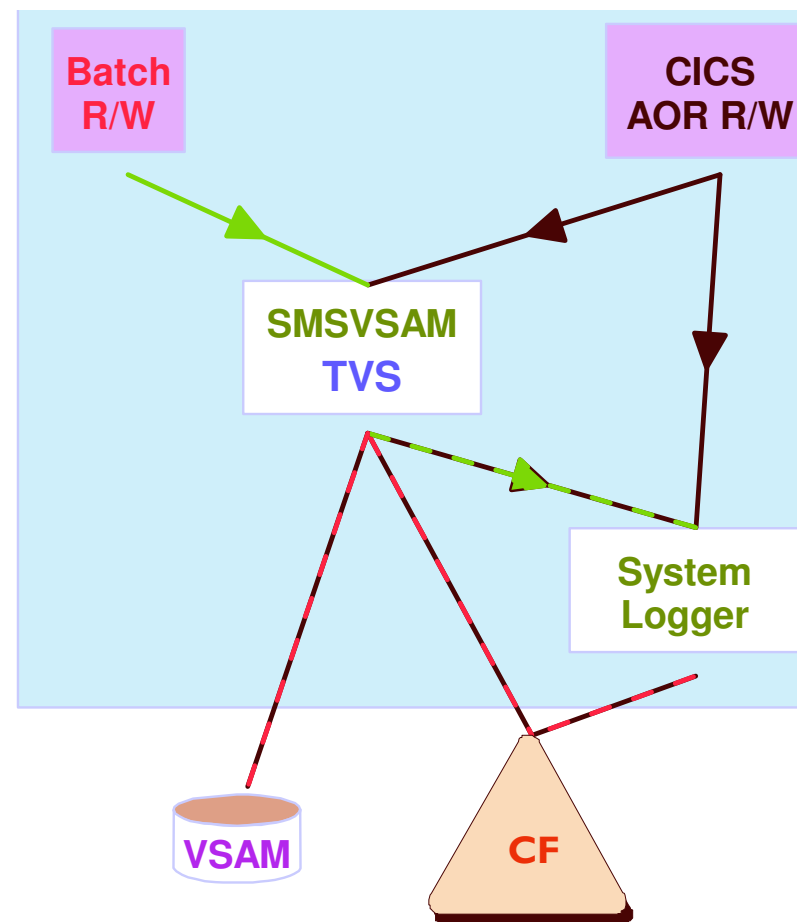 Batch
R/W
CICS
AOR R/W
SMSVSAM
TVS
System
Logger
VSAM
CF